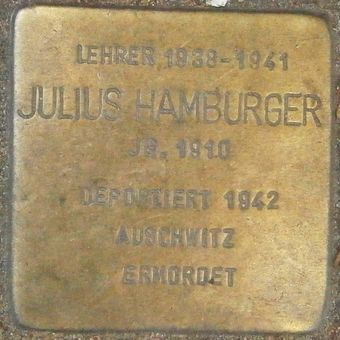 LEHRER 1938-1941
JULIUS HAMBURGER
JG. 1910
DEPORTIERT 1942
AUSCHWITZ
ERMORDET